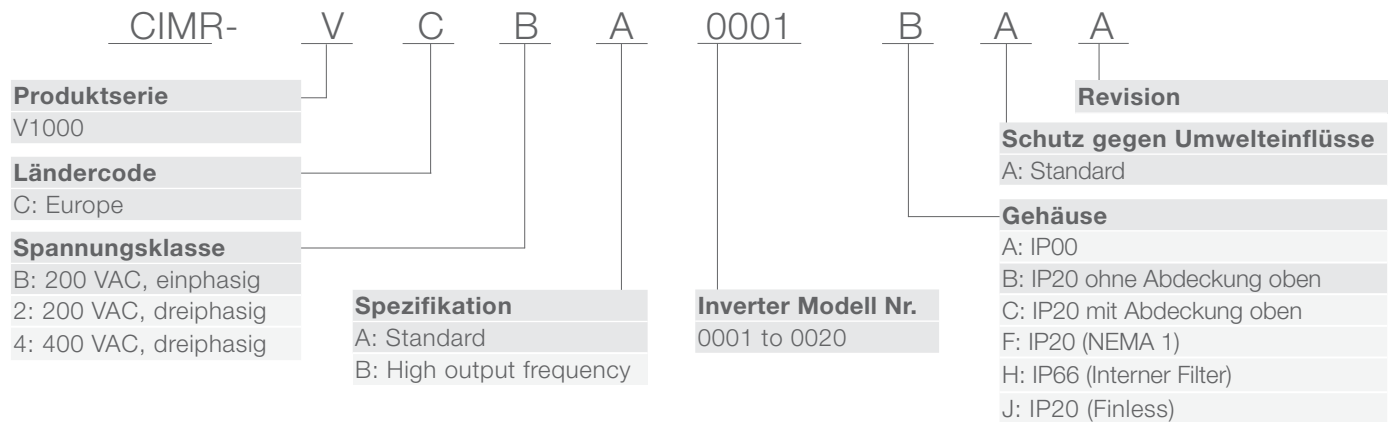 CIMR- V C B A 0001 B A A
Produktserie
V1000
Ländercode
C: Europe
Spannungsklasse
B: 200 VAC, einphasig
2: 200 VAC, dreiphasig
4: 400 VAC, dreiphasig
Spezifikation
A: Standard
B: High output frequency
Inverter Modell Nr.
0001 to 0020
Revision
Schutz gegen Umwelteinflüsse
A: Standard
Gehäuse
A: IP00
B: IP20 ohne Abdeckung oben
C: IP20 mit Abdeckung oben
F: IP20 (NEMA 1)
H: IP66 (Interner Filter)
J: IP20 (Finless)